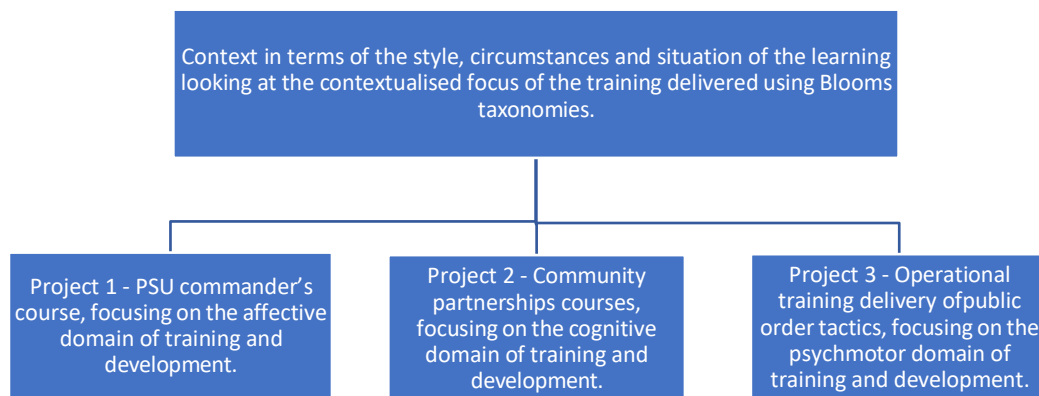 Context in terms of the style, circumstances and situation of the learning
looking at the contextualised focus of the training delivered using Blooms
taxonomies.
Project 1 - PSU commander’s
course, focusing on the affective
domain of training and
development.
Project 2 - Community
partnerships courses,
focusing on the cognitive
domain of training and
development.
Project 3 - Operational
training delivery ofpublic
order tactics, focusing on the
psychmotor domain of
training and development.